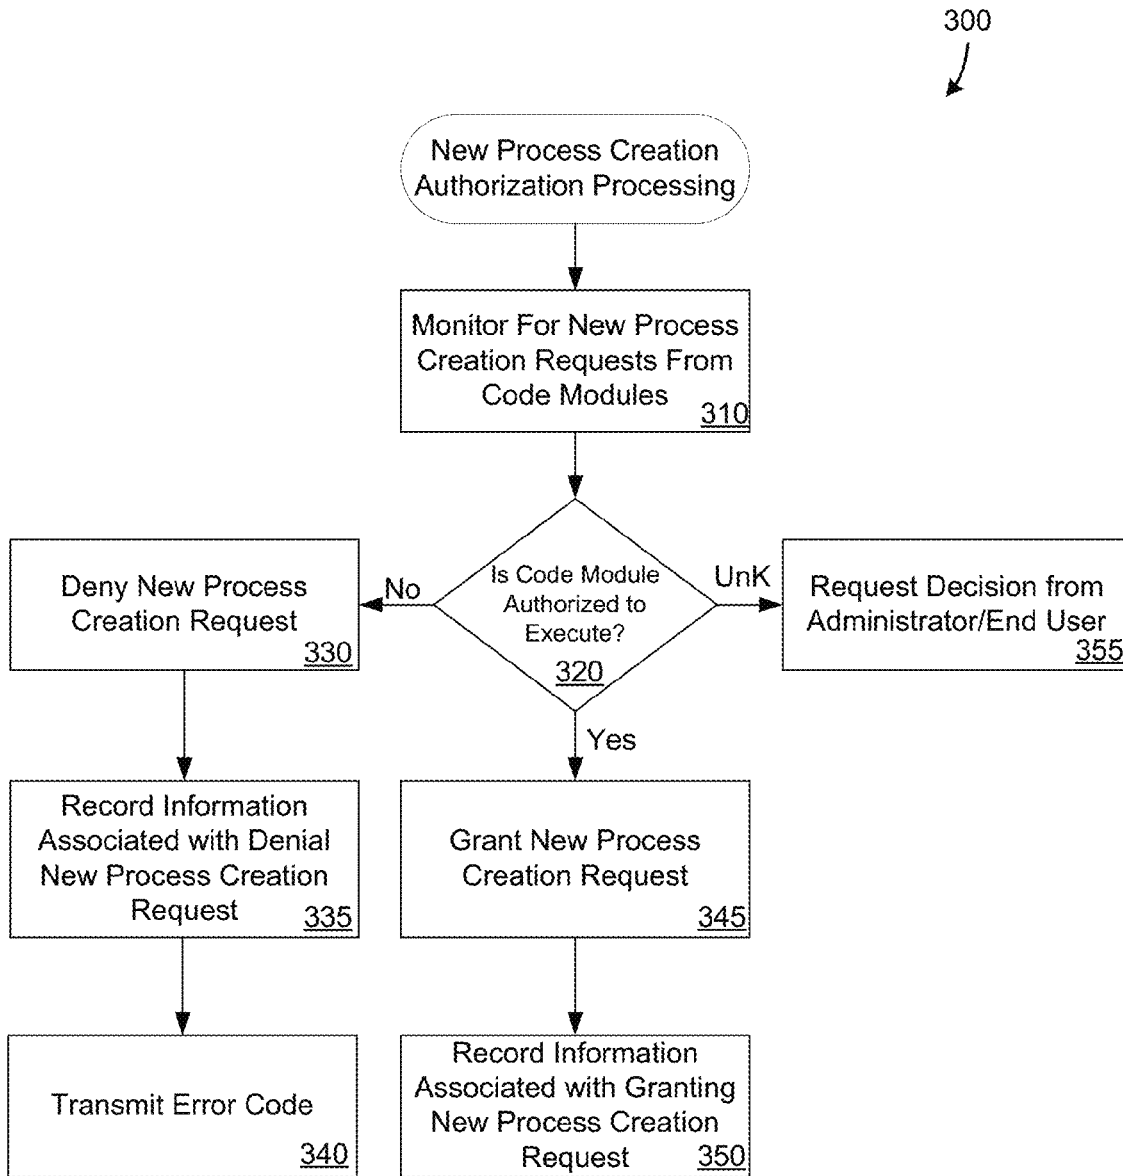 300
New Process Creation
Authorization Processing
Monitor For New Process
Creation Requests From
Code Modules
310
Is Code Module
Authorized to
Execute?
320
No
UnK
Yes
Deny New Process
Creation Request
330
Request Decision from
Administrator/End User
355
Record Information
Associated with Denial
New Process Creation
Request
335
Grant New Process
Creation Request
345
Transmit Error Code
340
Record Information
Associated with Granting
New Process Creation
Request
350